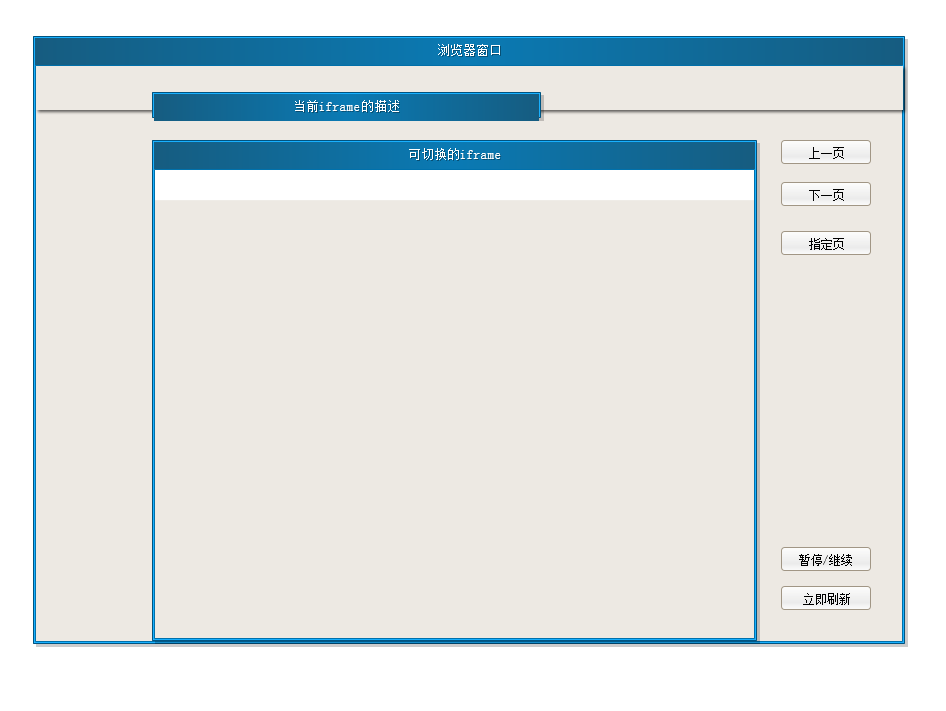 浏览器窗口
当前iframe的描述
可切换的iframe
上一页
下一页
指定页
暂停/继续
立即刷新